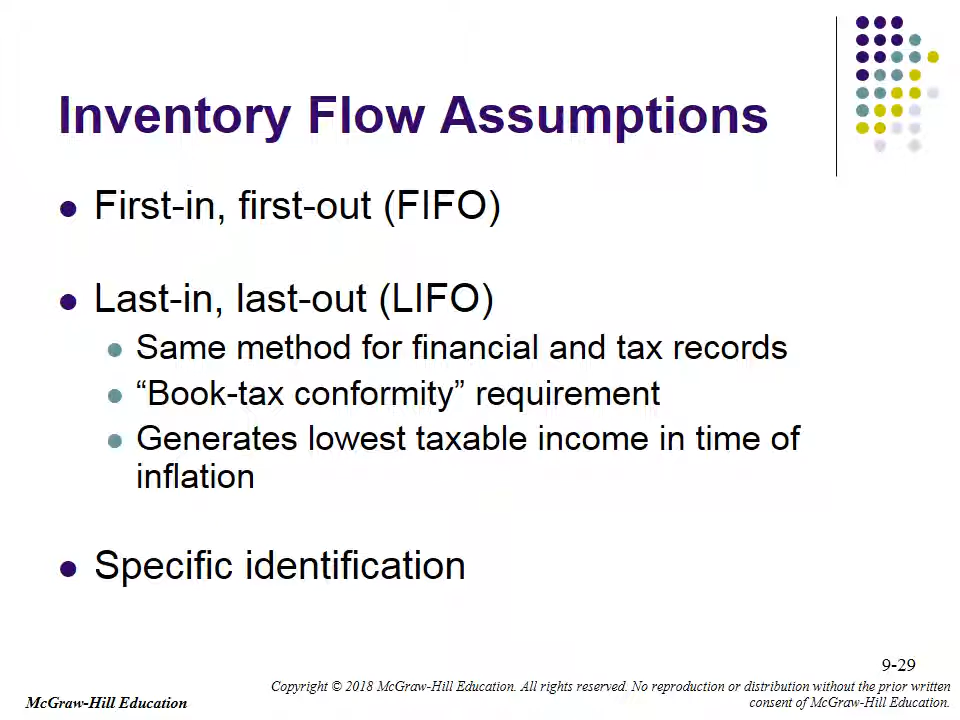 Inventory Flow Assumptions
First-in, first-out (FIFO)
Last-in, last-out (LIFO)
Same method for financial and tax records
“Book-tax conformity” requirement
Generates lowest taxable income in time of
inflation
Specific identification
9-29
McGraw-Hill Education
Copyright © 2018 McGraw-Hill Education. All rights reserved. No reproduction or distribution without the prior written
consent of McGraw-Hill Education.